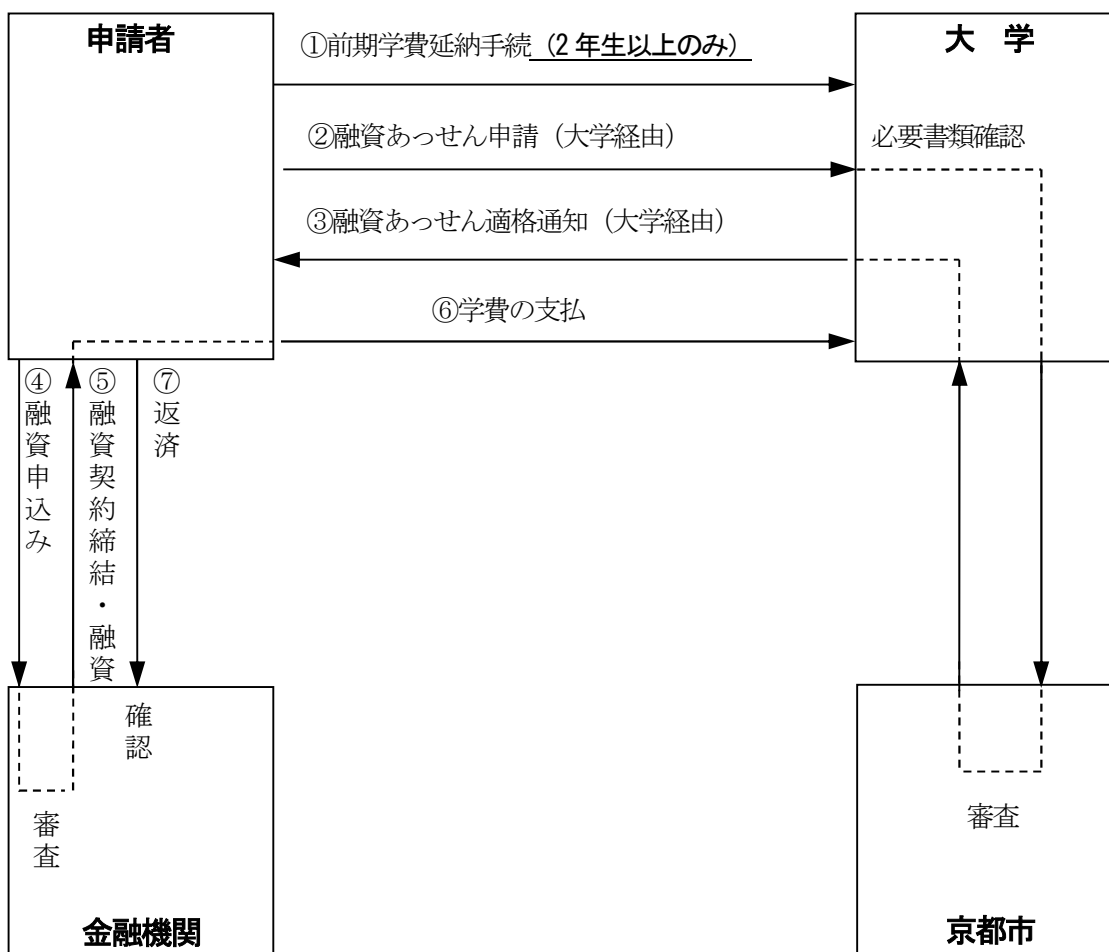 申請者
大　学
①前期学費延納手続（2 年生以上のみ）
②融資あっせん申請（大学経由）
必要書類確認
③融資あっせん適格通知（大学経由）
⑥学費の支払
④融資申込み
⑤融資契約締結・融資
⑦返済
確認
審査
審査
金融機関
京都市